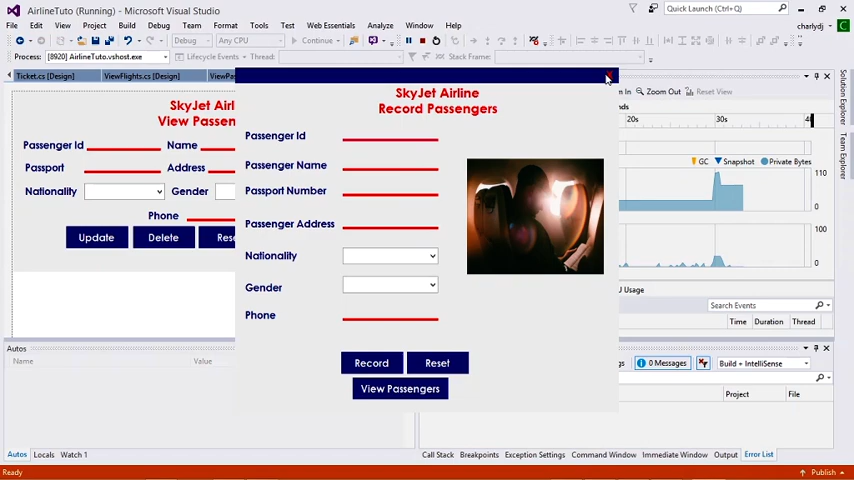 AirlineTuto (Running) - Microsoft Visual Studio
Quick Launch (Ctrl+Q)
File Edit View Project Build Debug Team Format Tools Test Web Essentials Analyze Window Help
charlydj
Debug Any CPU Continue
Process: [8920] AirlineTuto.vshost.exe Lifecycle Events Thread: Stack Frame:
Ticket.cs [Design] ViewFlights.cs [Design]
Zoom Out Reset View
20s 30s
GC Snapshot Private Bytes
110
0
100
0
Search Events
Name Duration Thread
SkyJet Airl
View Passen
Passenger Id Name
Passport Address
Nationality Gender
Phone
Update Delete
SkyJet Airline
Record Passengers
Passenger Id
Passenger Name
Passport Number
Passenger Address
Nationality
Gender
Phone
Record Reset
View Passengers
Solution Explorer
Team Explorer
Autos
Name Value
0 Messages Build + IntelliSense
Project File
Autos Locals Watch 1
Call Stack Breakpoints Exception Settings Command Window Immediate Window Output Error List
Ready
Publish